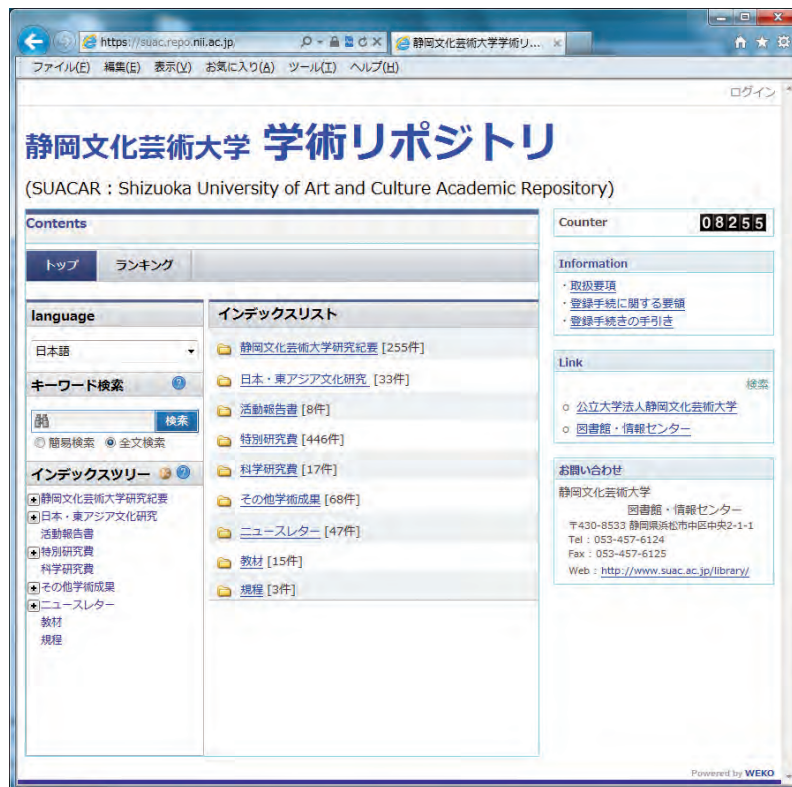 https://suac.repo.nii.ac.jp
静岡文化芸術大学学術リ...
ファイル(F) 編集(E) 表示(V) お気に入り(A) ツール(T) ヘルプ(H)
ログイン
静岡文化芸術大学 学術リポジトリ
(SUACAR : Shizuoka University of Art and Culture Academic Repository)
Contents
トップ ランキング
language
日本語
キーワード検索
検索
簡易検索 全文検索
インデックスツリー
静岡文化芸術大学研究紀要
日本・東アジア文化研究
活動報告書
特別研究費
科学研究費
その他学術成果
ニュースレター
教材
規程
インデックスリスト
静岡文化芸術大学研究紀要 [255件]
日本・東アジア文化研究 [33件]
活動報告書 [8件]
特別研究費 [446件]
科学研究費 [17件]
その他学術成果 [68件]
ニュースレター [47件]
教材 [15件]
規程 [3件]
Counter 08255
Information
・取扱要項
・登録手続に関する要領
・登録手続きの手引き
Link
検索
公立大学法人静岡文化芸術大学
図書館・情報センター
お問い合わせ
静岡文化芸術大学
図書館・情報センター
〒430-8533 静岡県浜松市中区中央2-1-1
Tel : 053-457-6124
Fax : 053-457-6125
Web : http://www.suac.ac.jp/library/
Powered by WEKO